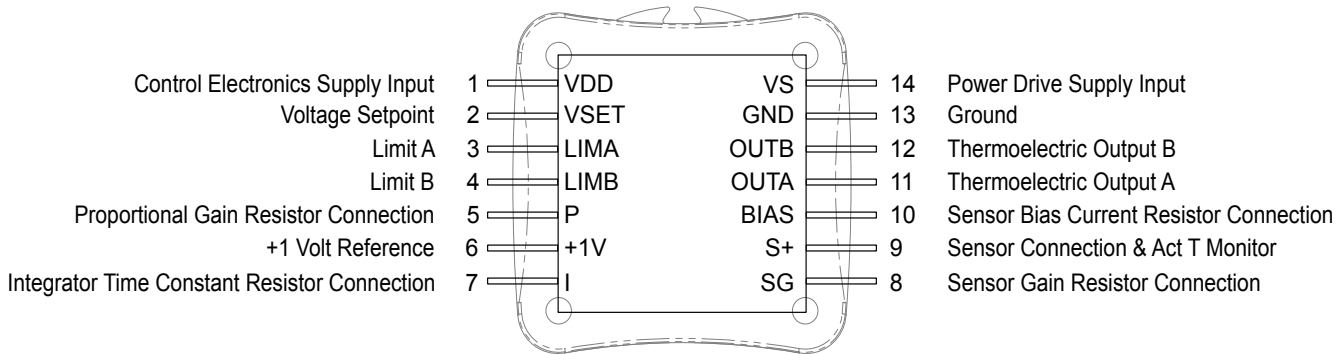 Control Electronics Supply Input 1 VDD VS 14 Power Drive Supply Input
Voltage Setpoint 2 VSET GND 13 Ground
Limit A 3 LIMA OUTB 12 Thermoelectric Output B
Limit B 4 LIMB OUTA 11 Thermoelectric Output A
Proportional Gain Resistor Connection 5 P BIAS 10 Sensor Bias Current Resistor Connection
+1 Volt Reference 6 +1V S+ 9 Sensor Connection & Act T Monitor
Integrator Time Constant Resistor Connection 7 I SG 8 Sensor Gain Resistor Connection